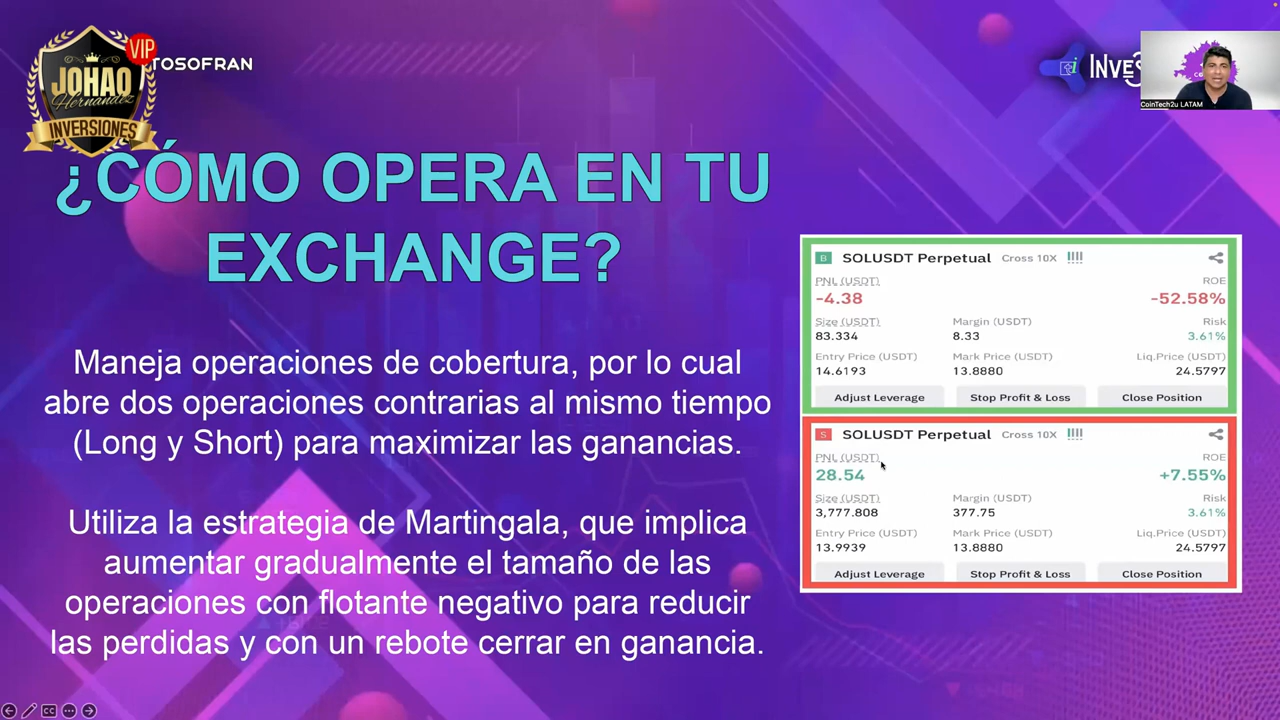 VIP
TOSOFRAN
JOHAO
Hernandez
INVERSIONES
INVES
CoinTech2u LATAM
¿CÓMO OPERA EN TU
EXCHANGE?
Maneja operaciones de cobertura, por lo cual
abre dos operaciones contrarias al mismo tiempo
(Long y Short) para maximizar las ganancias.
Utiliza la estrategia de Martingala, que implica
aumentar gradualmente el tamaño de las
operaciones con flotante negativo para reducir
las perdidas y con un rebote cerrar en ganancia.
B SOLUSDT Perpetual Cross 10X !!!!
PNL (USDT) ROE
-4.38 -52.58%
Size (USDT) Margin (USDT) Risk
83.334 8.33 3.61%
Entry Price (USDT) Mark Price (USDT) Liq.Price (USDT)
14.6193 13.8880 24.5797
Adjust Leverage Stop Profit & Loss Close Position
S SOLUSDT Perpetual Cross 10X !!!!
PNL (USDT) ROE
28.54 +7.55%
Size (USDT) Margin (USDT) Risk
3,777.808 377.75 3.61%
Entry Price (USDT) Mark Price (USDT) Liq.Price (USDT)
13.9939 13.8880 24.5797
Adjust Leverage Stop Profit & Loss Close Position
CC